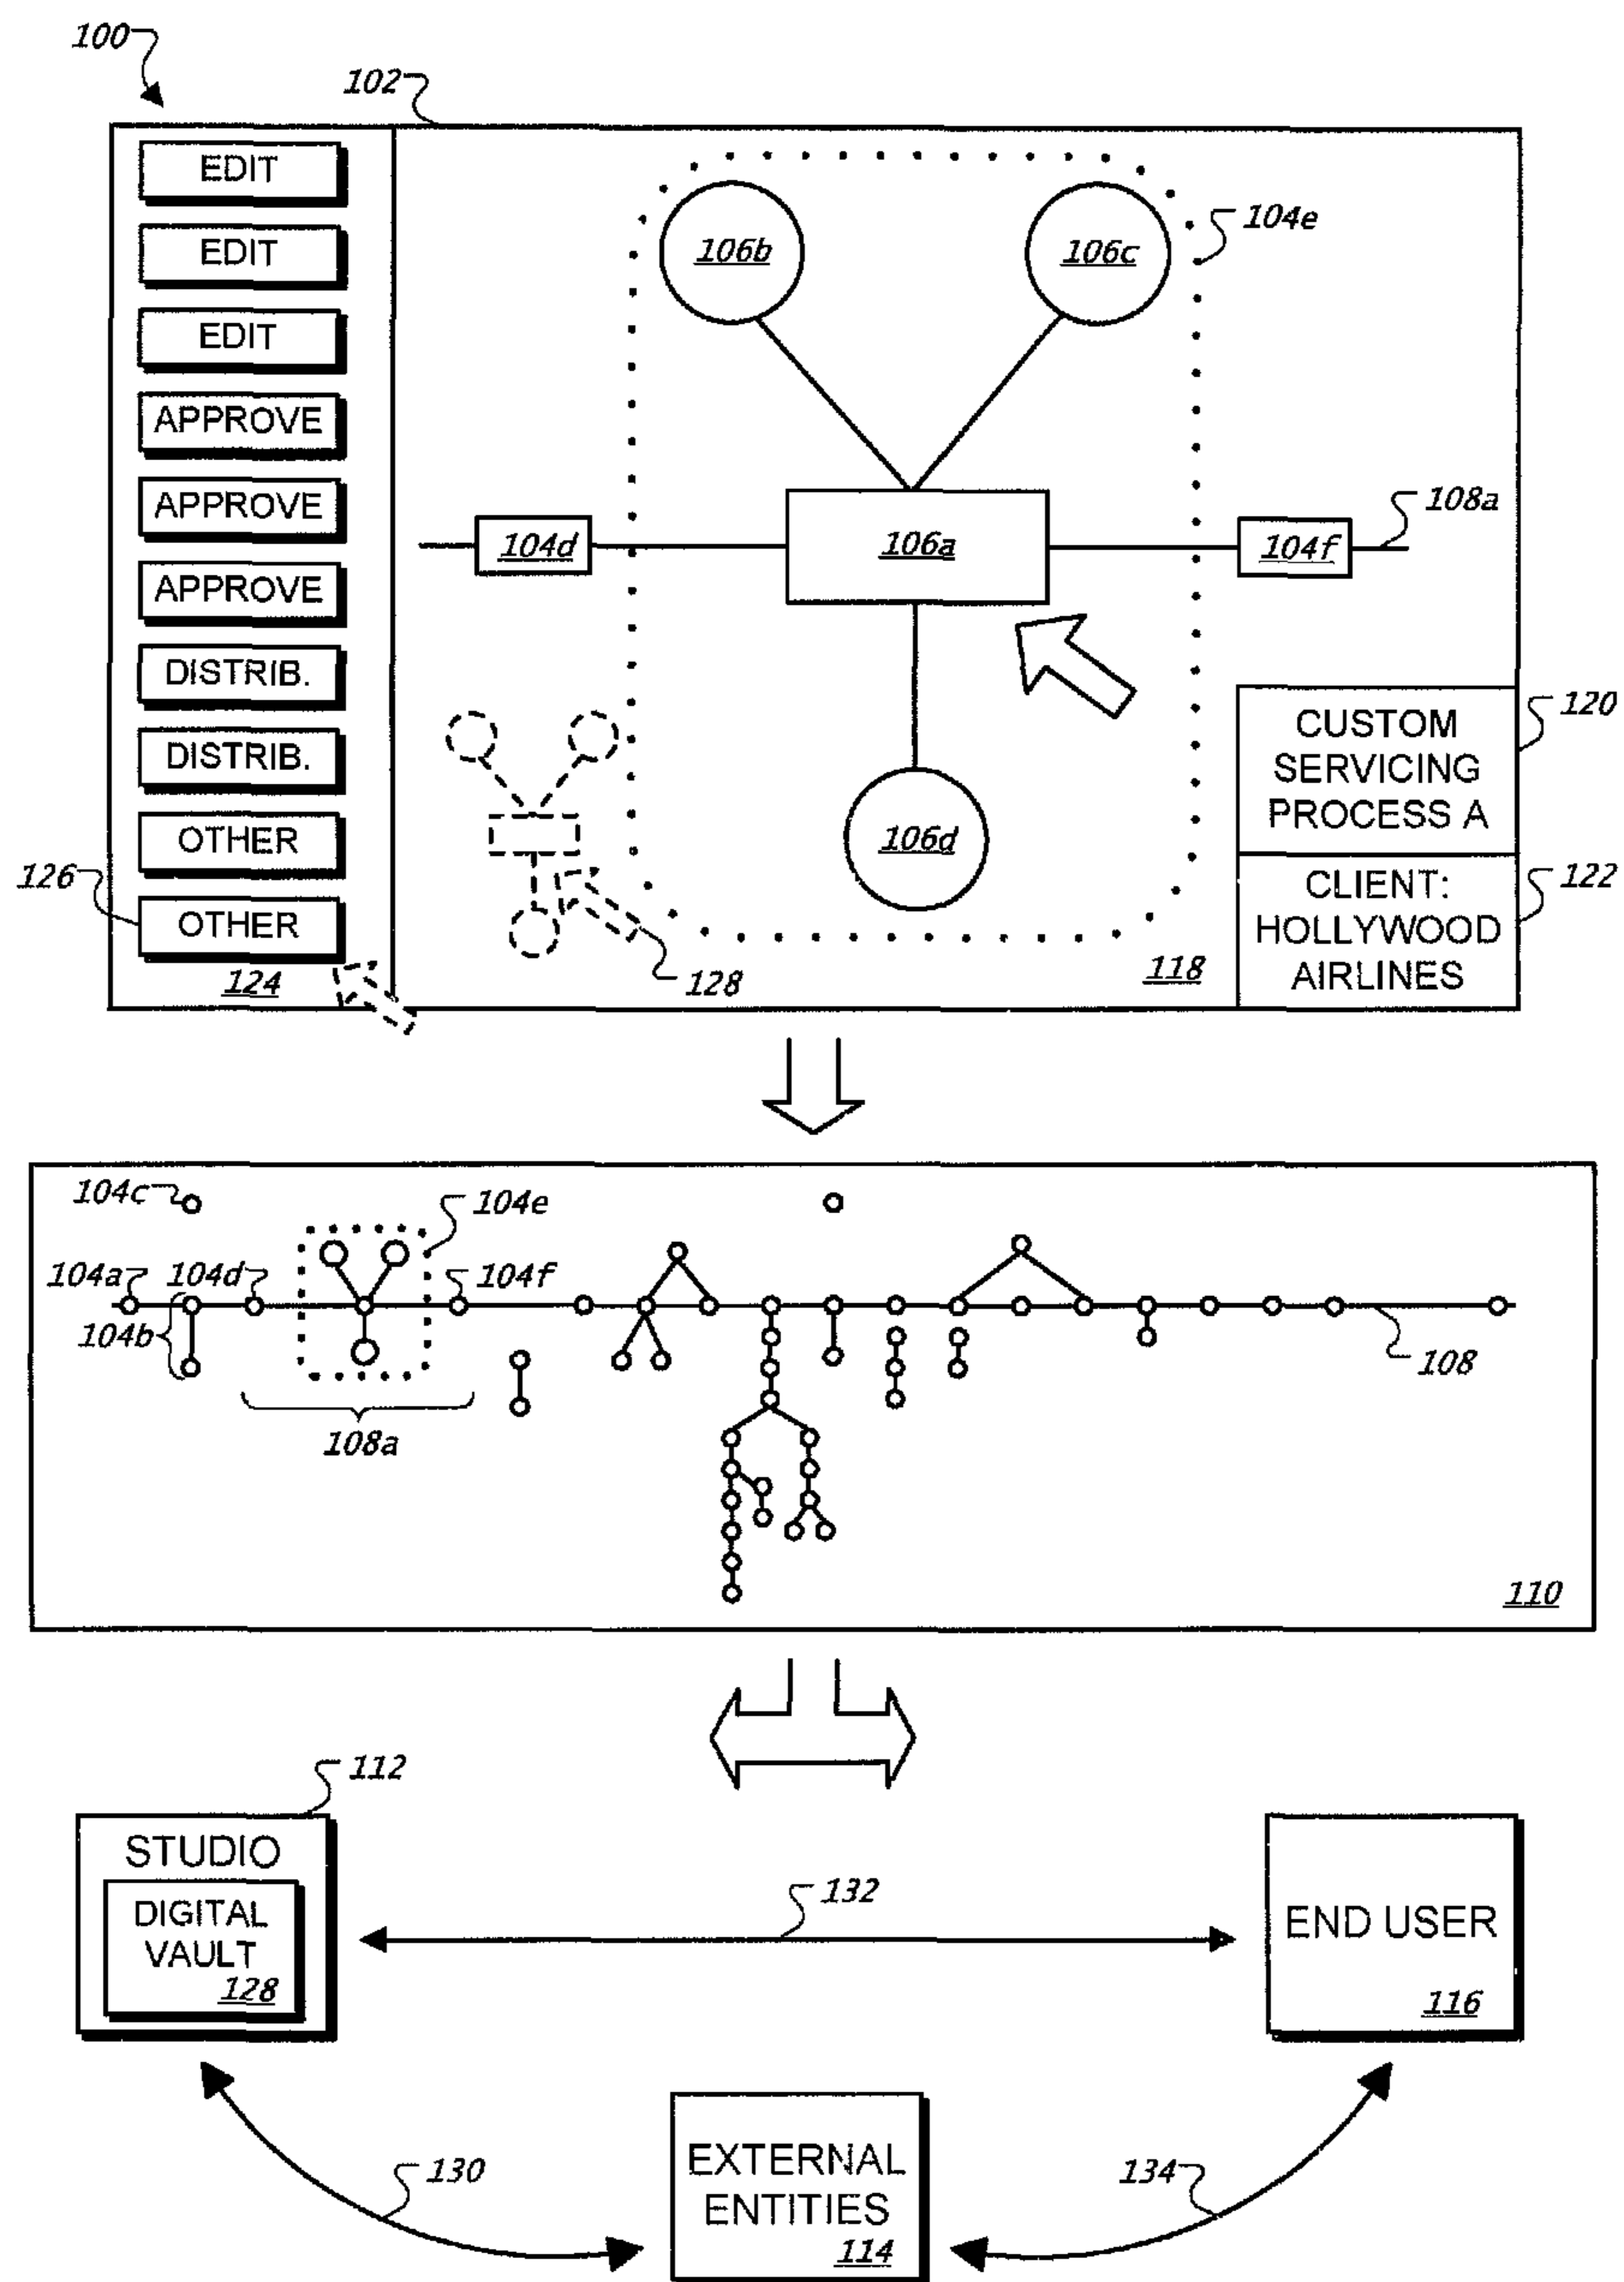 100
102
EDIT
EDIT
EDIT
APPROVE
APPROVE
APPROVE
DISTRIB.
DISTRIB.
OTHER
126
OTHER
124
106b
106c
104e
104d
106a
104f
108a
106d
128
118
CUSTOM
SERVICING
PROCESS A
120
CLIENT:
HOLLYWOOD
AIRLINES
122
104c
104e
104a
104d
104f
104b
108a
108
110
112
STUDIO
DIGITAL
VAULT
128
132
END USER
116
130
EXTERNAL
ENTITIES
114
134